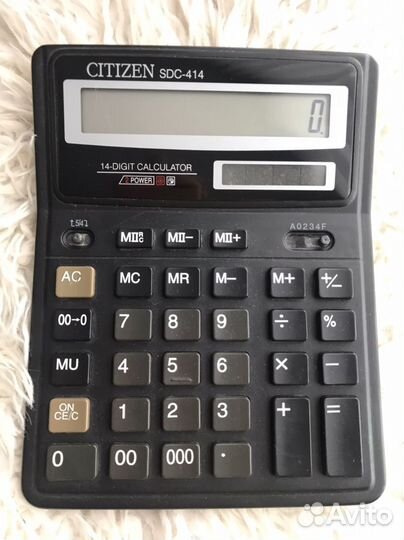 CITIZEN SDC-414
0.
14-DIGIT CALCULATOR
POWER
A0234F
MII M– MII+
AC MC MR M– M+ +/–
00→0 7 8 9 ÷ %
MU 4 5 6 × –
ON CE/C 1 2 3 + =
0 00 000 ·
Avito